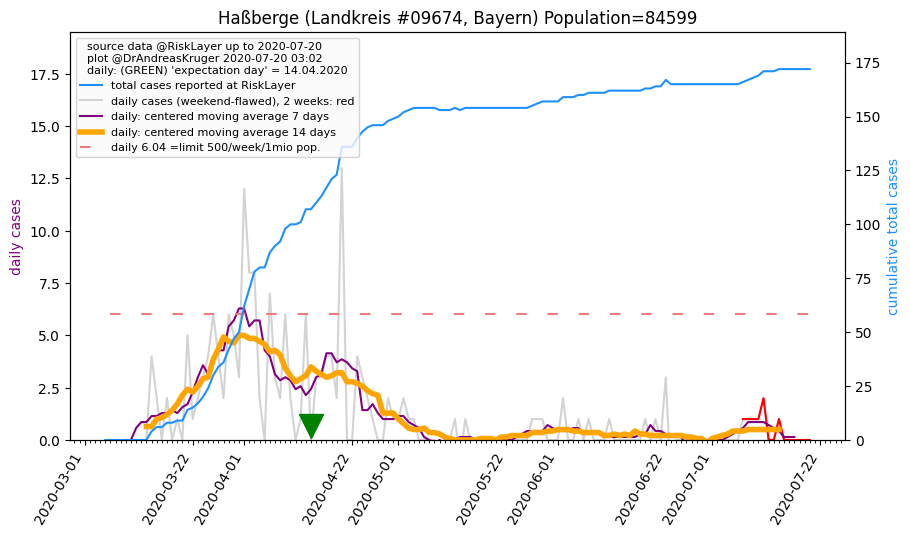 Haßberge (Landkreis #09674, Bayern) Population=84599
source data @RiskLayer up to 2020-07-20
plot @DrAndreasKruger 2020-07-20 03:02
daily: (GREEN) 'expectation day' = 14.04.2020
total cases reported at RiskLayer
daily cases (weekend-flawed), 2 weeks: red
daily: centered moving average 7 days
daily: centered moving average 14 days
daily 6.04 =limit 500/week/1mio pop.
daily cases
17.5
15.0
12.5
10.0
7.5
5.0
2.5
0.0
cumulative total cases
175
150
125
100
75
50
25
0
2020-03-01
2020-03-22
2020-04-01
2020-04-22
2020-05-01
2020-05-22
2020-06-01
2020-06-22
2020-07-01
2020-07-22